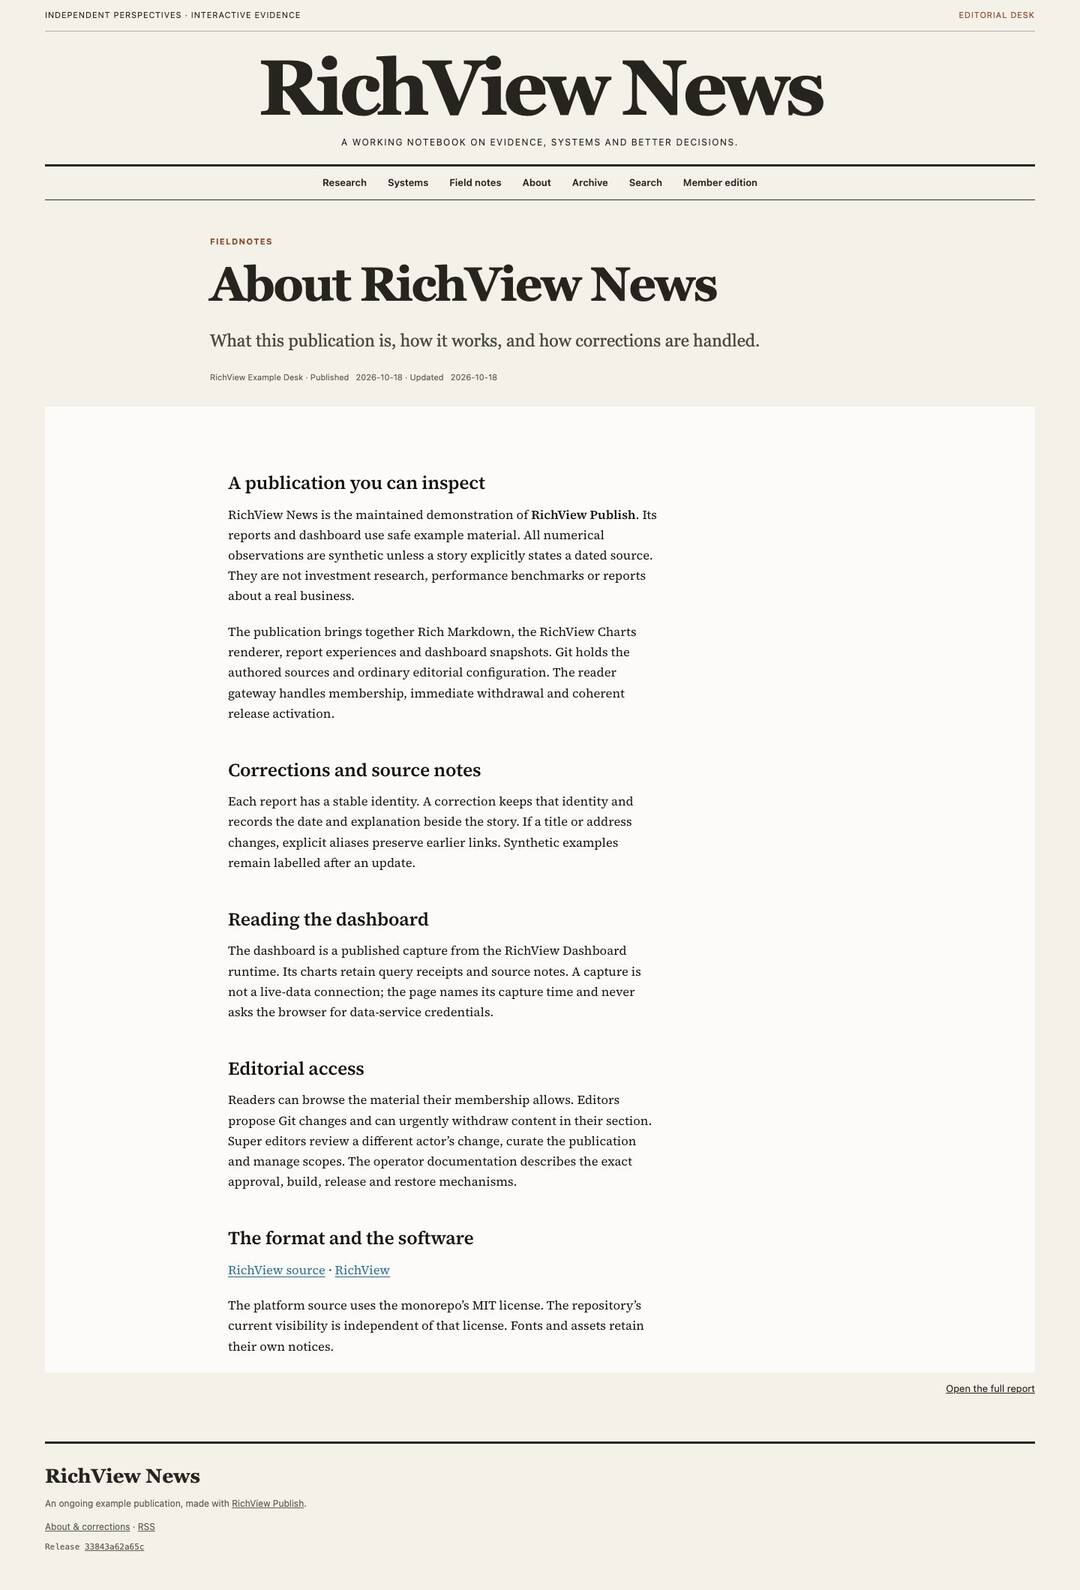 INDEPENDENT PERSPECTIVES · INTERACTIVE EVIDENCE
EDITORIAL DESK
RichView News
A WORKING NOTEBOOK ON EVIDENCE, SYSTEMS AND BETTER DECISIONS.
Research Systems Field notes About Archive Search Member edition
FIELDNOTES
About RichView News
What this publication is, how it works, and how corrections are handled.
RichView Example Desk · Published 2026-10-18 · Updated 2026-10-18
A publication you can inspect
RichView News is the maintained demonstration of RichView Publish. Its
reports and dashboard use safe example material. All numerical
observations are synthetic unless a story explicitly states a dated source.
They are not investment research, performance benchmarks or reports
about a real business.
The publication brings together Rich Markdown, the RichView Charts
renderer, report experiences and dashboard snapshots. Git holds the
authored sources and ordinary editorial configuration. The reader
gateway handles membership, immediate withdrawal and coherent
release activation.
Corrections and source notes
Each report has a stable identity. A correction keeps that identity and
records the date and explanation beside the story. If a title or address
changes, explicit aliases preserve earlier links. Synthetic examples
remain labelled after an update.
Reading the dashboard
The dashboard is a published capture from the RichView Dashboard
runtime. Its charts retain query receipts and source notes. A capture is
not a live-data connection; the page names its capture time and never
asks the browser for data-service credentials.
Editorial access
Readers can browse the material their membership allows. Editors
propose Git changes and can urgently withdraw content in their section.
Super editors review a different actor’s change, curate the publication
and manage scopes. The operator documentation describes the exact
approval, build, release and restore mechanisms.
The format and the software
RichView source · RichView
The platform source uses the monorepo’s MIT license. The repository’s
current visibility is independent of that license. Fonts and assets retain
their own notices.
Open the full report
RichView News
An ongoing example publication, made with RichView Publish.
About & corrections · RSS
Release 33843a62a65c